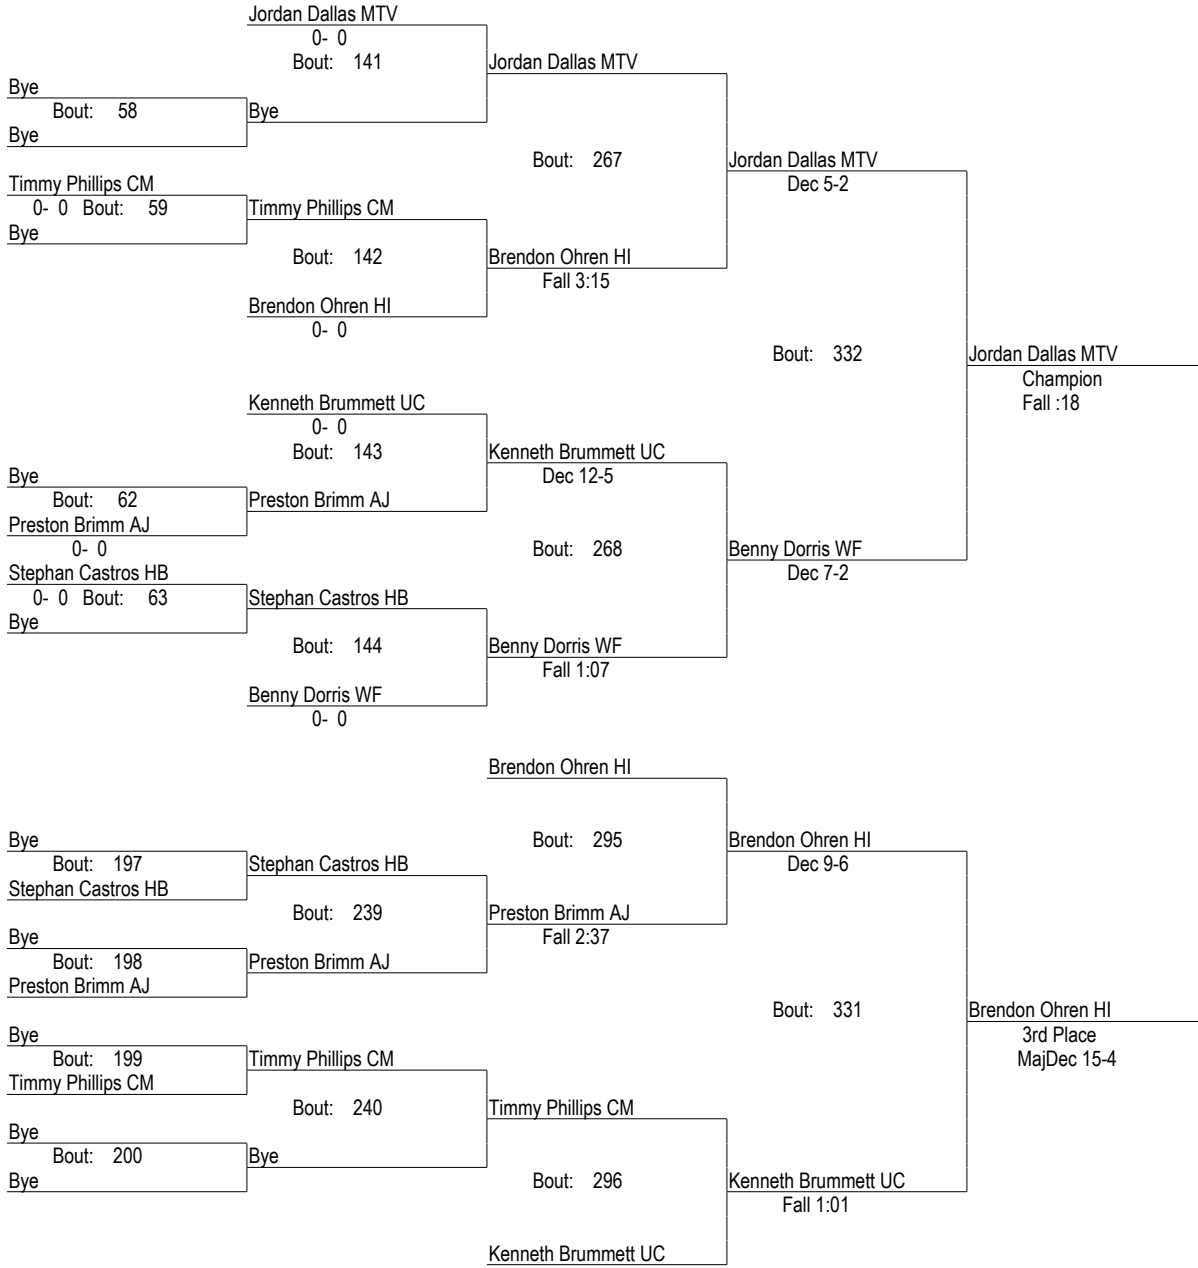 Jordan Dallas MTV
0- 0
Bout: 141
Jordan Dallas MTV
Bye
Bout: 58
Bye
Bye
Bout: 267
Jordan Dallas MTV
Dec 5-2
Timmy Phillips CM
0- 0 Bout: 59
Timmy Phillips CM
Bye
Bout: 142
Brendon Ohren HI
Fall 3:15
Brendon Ohren HI
0- 0
Bout: 332
Jordan Dallas MTV
Champion
Fall :18
Kenneth Brummett UC
0- 0
Bout: 143
Kenneth Brummett UC
Dec 12-5
Bye
Bout: 62
Preston Brimm AJ
Preston Brimm AJ
0- 0
Bout: 268
Benny Dorris WF
Dec 7-2
Stephan Castros HB
0- 0 Bout: 63
Stephan Castros HB
Bye
Bout: 144
Benny Dorris WF
Fall 1:07
Benny Dorris WF
0- 0
Brendon Ohren HI
Bye
Bout: 295
Brendon Ohren HI
Dec 9-6
Bout: 197
Stephan Castros HB
Stephan Castros HB
Bout: 239
Preston Brimm AJ
Fall 2:37
Bye
Bout: 198
Preston Brimm AJ
Preston Brimm AJ
Bout: 331
Brendon Ohren HI
3rd Place
MajDec 15-4
Bye
Bout: 199
Timmy Phillips CM
Timmy Phillips CM
Bout: 240
Timmy Phillips CM
Bye
Bout: 200
Bye
Bye
Bout: 296
Kenneth Brummett UC
Fall 1:01
Kenneth Brummett UC